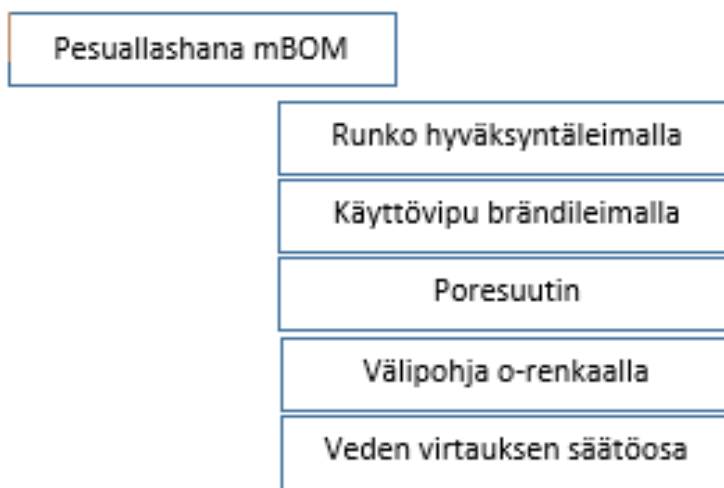 Pesuallashana mBOM
Runko hyväksyntäleimalla
Käyttövipu brändileimalla
Poresuutin
Välipohja o-renkaalla
Veden virtauksen säätöosa